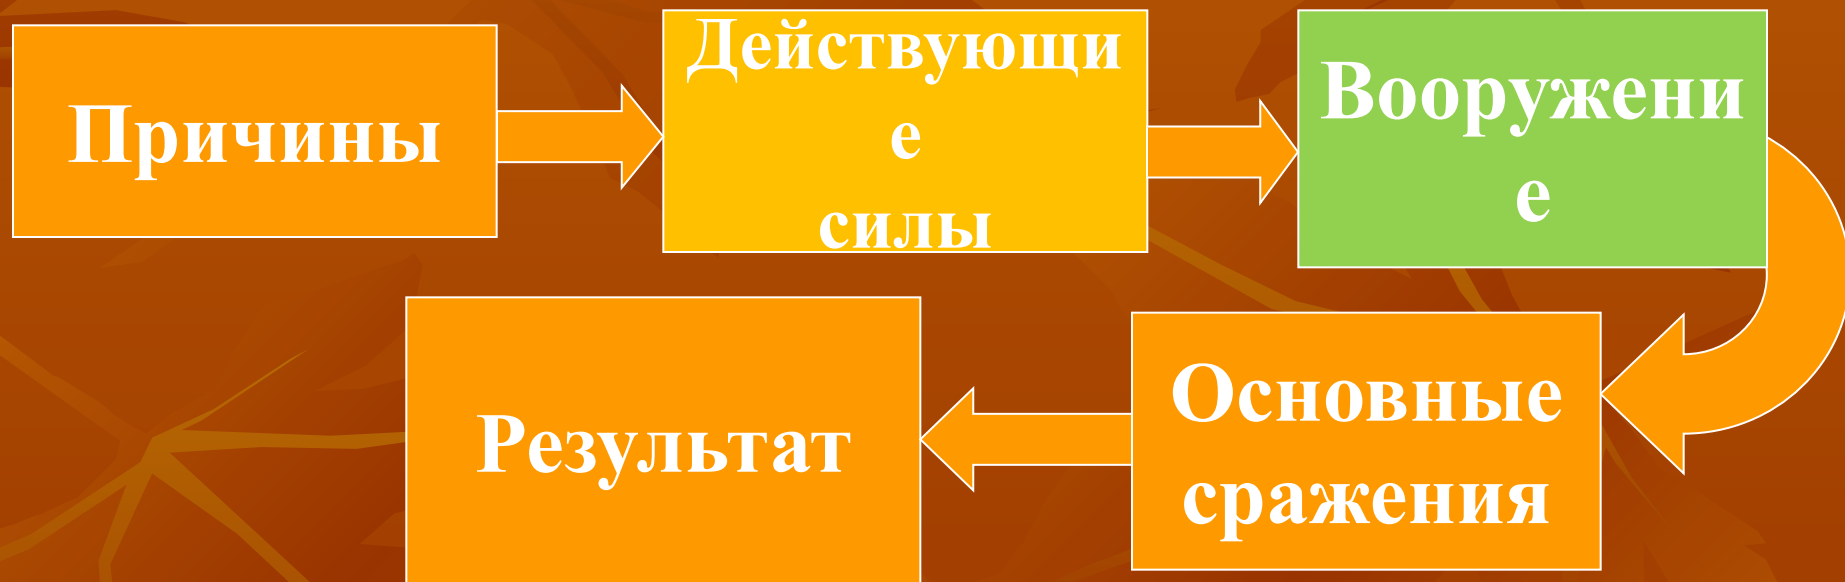 Причины
Действующи
е
силы
Вооружени
е
Основные
сражения
Результат